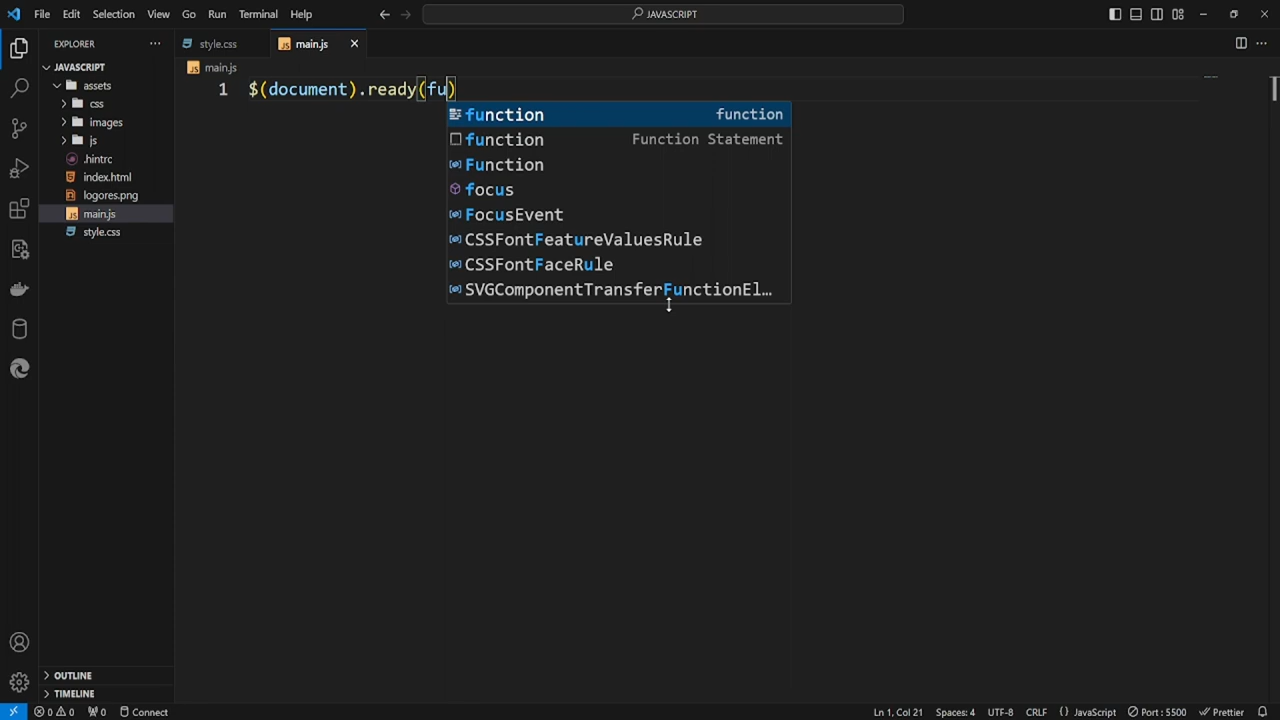 File Edit Selection View Go Run Terminal Help
JAVASCRIPT
EXPLORER
style.css
main.js
JAVASCRIPT
assets
css
images
js
.hintrc
index.html
logores.png
main.js
style.css
main.js
1 $(document).ready(fu)
function function
function Function Statement
Function
focus
FocusEvent
CSSFontFeatureValuesRule
CSSFontFaceRule
SVGComponentTransferFunctionEl…
OUTLINE
TIMELINE
0 0 0 Connect Ln 1, Col 21 Spaces: 4 UTF-8 CRLF {} JavaScript Port : 5500 Prettier